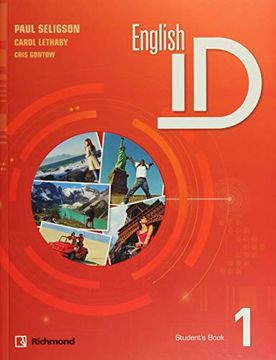 PAUL SELIGSON
CAROL LETHABY
CRIS GONTOW
English
ID
Richmond
Student's Book 1